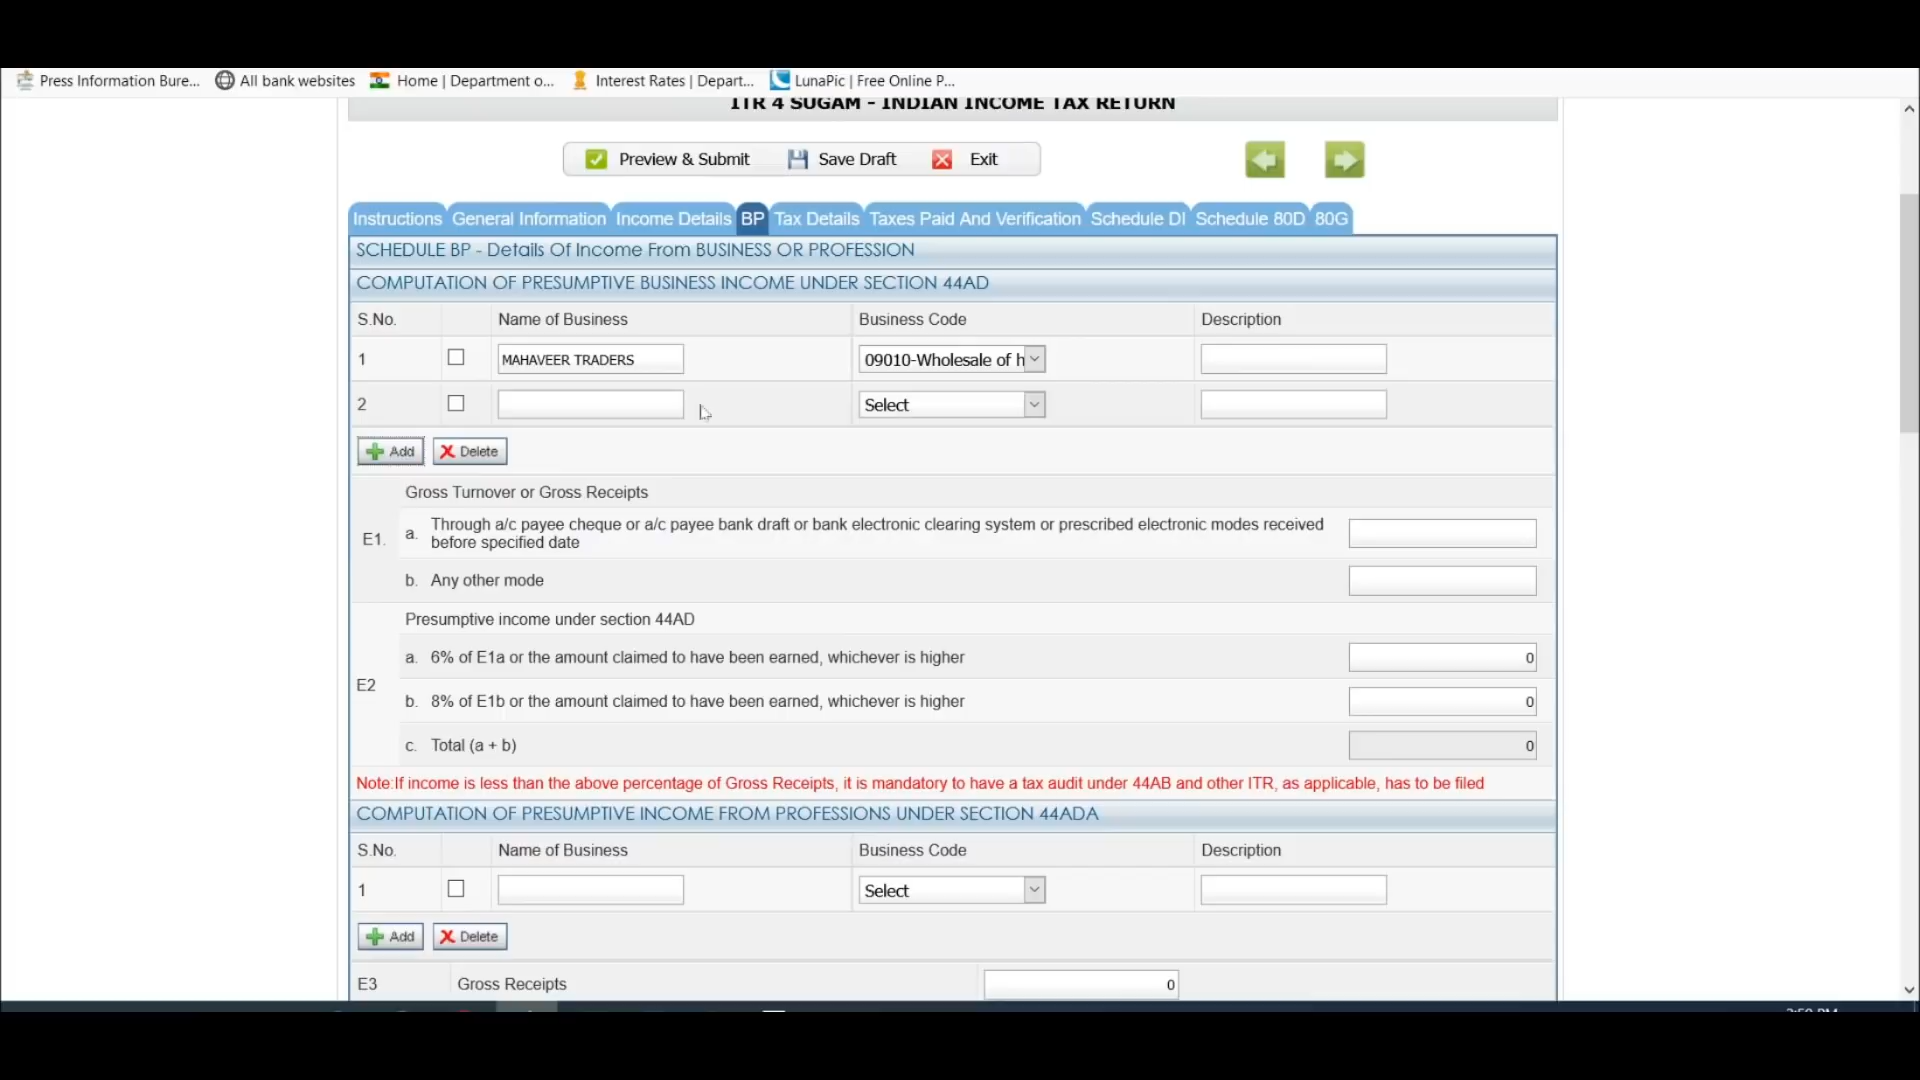 Press Information Bure... All bank websites Home | Department o... Interest Rates | Depart... LunaPic | Free Online P...
ITR 4 SUGAM - INDIAN INCOME TAX RETURN
Preview & Submit Save Draft Exit
Instructions General Information Income Details BP Tax Details Taxes Paid And Verification Schedule DI Schedule 80D 80G
SCHEDULE BP - Details Of Income From BUSINESS OR PROFESSION
COMPUTATION OF PRESUMPTIVE BUSINESS INCOME UNDER SECTION 44AD
S.No. Name of Business Business Code Description
1 MAHAVEER TRADERS 09010-Wholesale of h
2 Select
Add Delete
Gross Turnover or Gross Receipts
E1. a. Through a/c payee cheque or a/c payee bank draft or bank electronic clearing system or prescribed electronic modes received
before specified date
b. Any other mode
Presumptive income under section 44AD
a. 6% of E1a or the amount claimed to have been earned, whichever is higher 0
E2
b. 8% of E1b or the amount claimed to have been earned, whichever is higher 0
c. Total (a + b) 0
Note:If income is less than the above percentage of Gross Receipts, it is mandatory to have a tax audit under 44AB and other ITR, as applicable, has to be filed
COMPUTATION OF PRESUMPTIVE INCOME FROM PROFESSIONS UNDER SECTION 44ADA
S.No. Name of Business Business Code Description
1 Select
Add Delete
E3 Gross Receipts 0